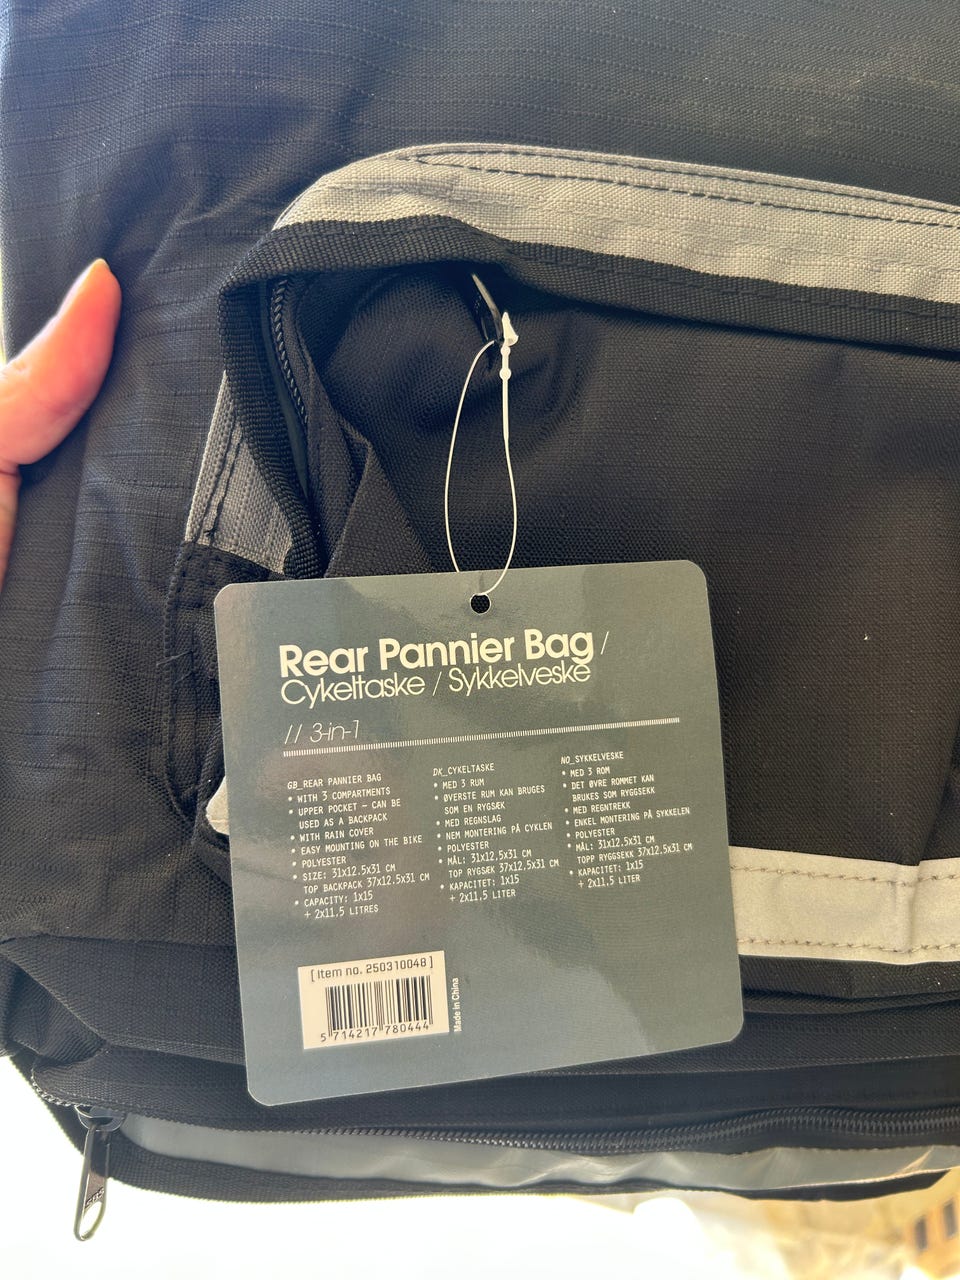 Rear Pannier Bag /
Cykeltaske / Sykkelveske
// 3-in-1
GB_REAR PANNIER BAG
• WITH 3 COMPARTMENTS
• UPPER POCKET – CAN BE
USED AS A BACKPACK
• WITH RAIN COVER
• EASY MOUNTING ON THE BIKE
• POLYESTER
• SIZE: 31x12.5x31 CM
TOP BACKPACK 37x12.5x31 CM
• CAPACITY: 1x15
+ 2x11,5 LITRES
DK_CYKELTASKE
• MED 3 RUM
• ØVERSTE RUM KAN BRUGES
SOM EN RYGSÆK
• MED REGNSLAG
• NEM MONTERING PÅ CYKLEN
• POLYESTER
• MÅL: 31x12.5x31 CM
TOP RYGSÆK 37x12.5x31 CM
• KAPACITET: 1x15
+ 2x11,5 LITER
NO_SYKKELVESKE
• MED 3 ROM
• DET ØVRE ROMMET KAN
BRUKES SOM RYGGSEKK
• MED REGNTREKK
• ENKEL MONTERING PÅ SYKKELEN
• POLYESTER
• MÅL: 31x12.5x31 CM
TOPP RYGGSEKK 37x12.5x31 CM
• KAPASITET: 1x15
+ 2x11,5 LITER
[ Item no. 250310048 ]
5 714217 780444
Made in China
SBS